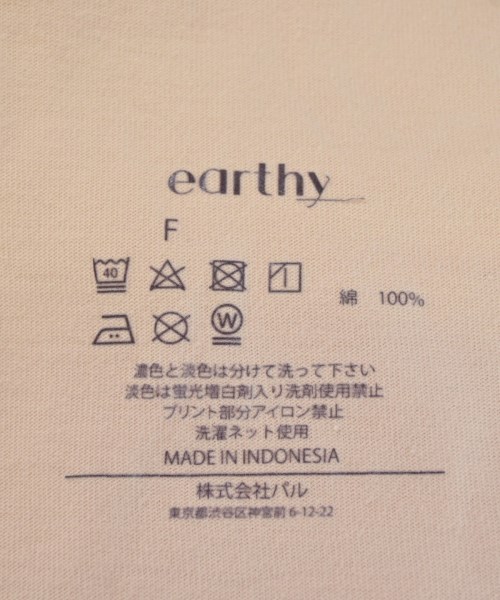 earthy
F
40
綿 100%
W
濃色と淡色は分けて洗って下さい
淡色は蛍光増白剤入り洗剤使用禁止
プリント部分アイロン禁止
洗濯ネット使用
MADE IN INDONESIA
株式会社パル
東京都渋谷区神宮前 6-12-22